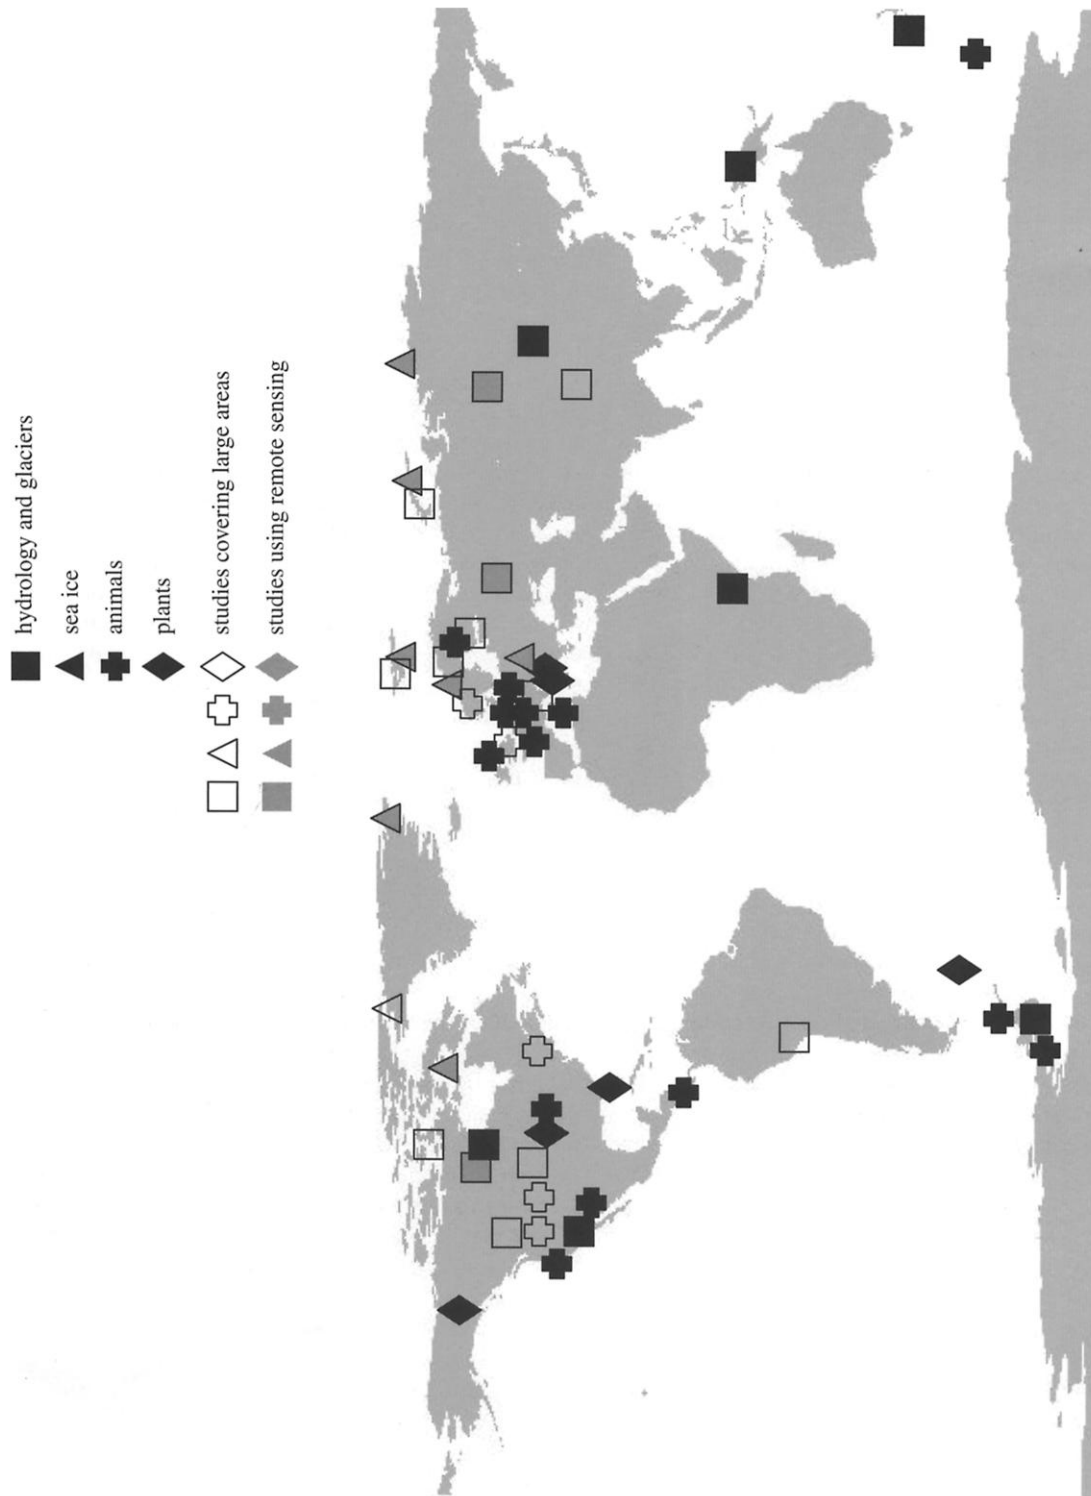 hydrology and glaciers
sea ice
animals
plants
studies covering large areas
studies using remote sensing